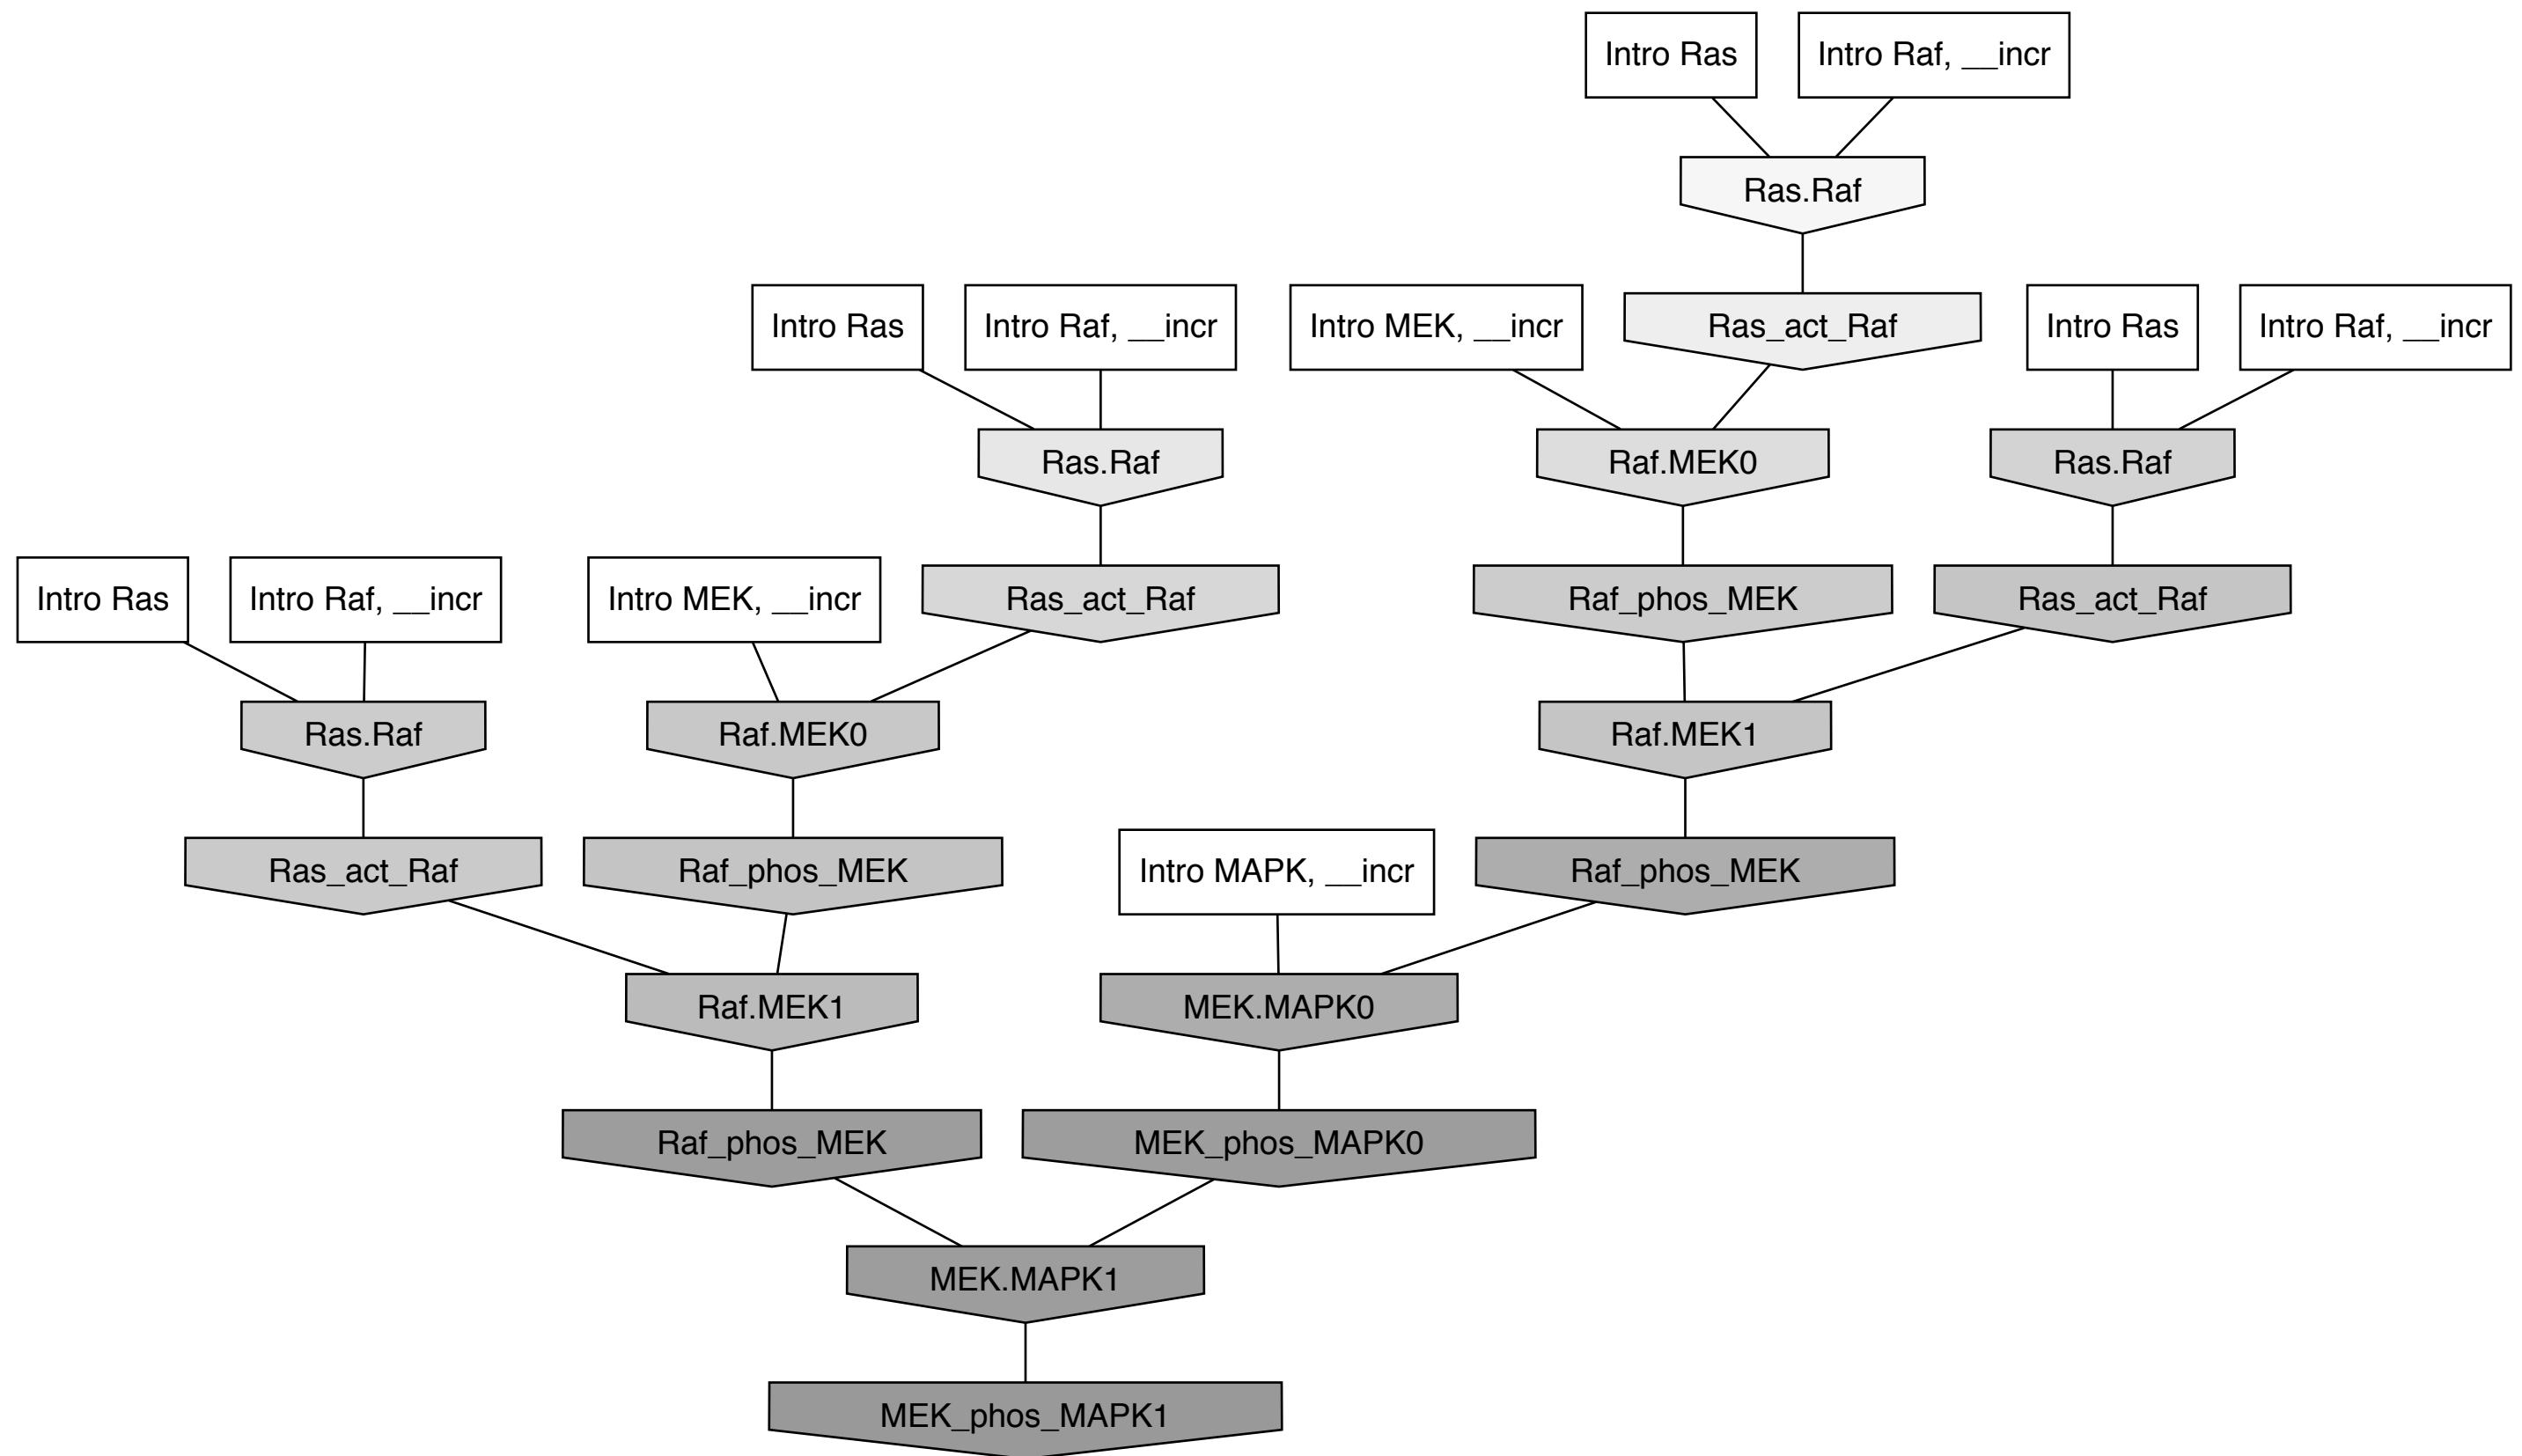 Intro Ras
Intro Raf, __incr
Ras.Raf
Intro Ras
Intro Raf, __incr
Intro MEK, __incr
Ras_act_Raf
Intro Ras
Intro Raf, __incr
Ras.Raf
Raf.MEK0
Ras.Raf
Intro Ras
Intro Raf, __incr
Intro MEK, __incr
Ras_act_Raf
Raf_phos_MEK
Ras_act_Raf
Ras.Raf
Raf.MEK0
Raf.MEK1
Ras_act_Raf
Raf_phos_MEK
Intro MAPK, __incr
Raf_phos_MEK
Raf.MEK1
MEK.MAPK0
Raf_phos_MEK
MEK_phos_MAPK0
MEK.MAPK1
MEK_phos_MAPK1